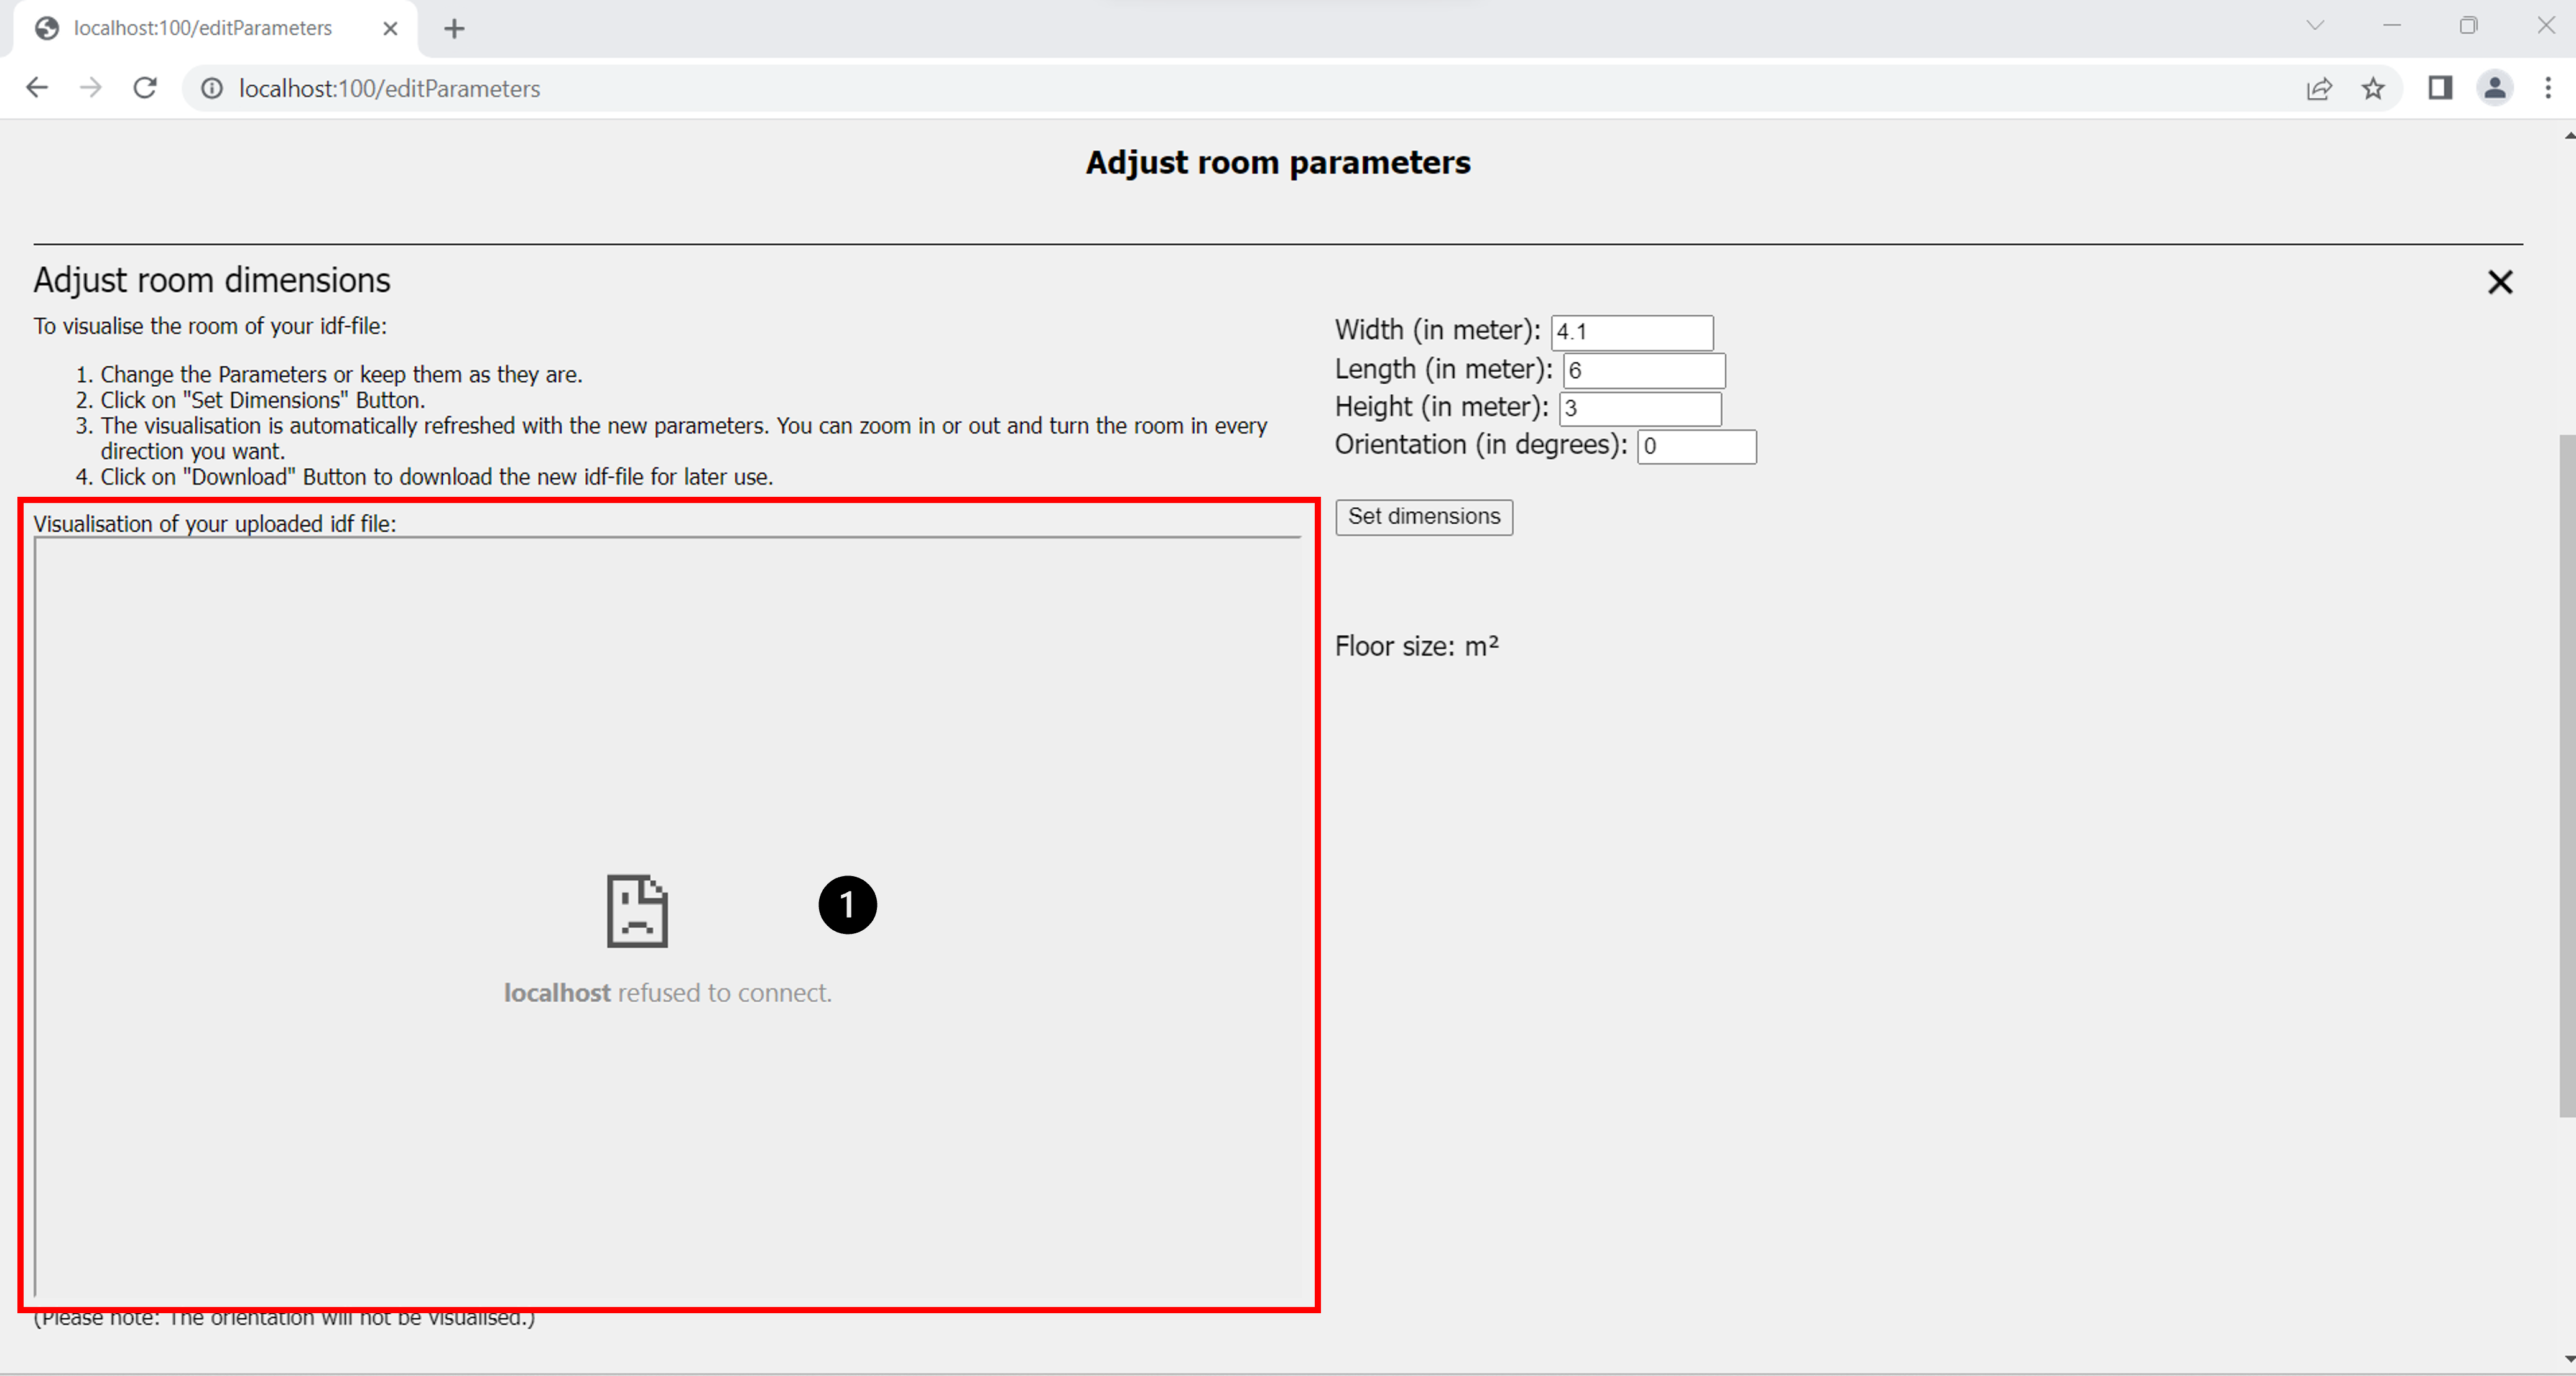 localhost:100/editParameters
localhost:100/editParameters
Adjust room parameters
Adjust room dimensions
To visualise the room of your idf-file:
1. Change the Parameters or keep them as they are.
2. Click on "Set Dimensions" Button.
3. The visualisation is automatically refreshed with the new parameters. You can zoom in or out and turn the room in every
direction you want.
4. Click on "Download" Button to download the new idf-file for later use.
Visualisation of your uploaded idf file:
1
localhost refused to connect.
(Please note: The orientation will not be visualised.)
Width (in meter): 4.1
Length (in meter): 6
Height (in meter): 3
Orientation (in degrees): 0
Set dimensions
Floor size: m²